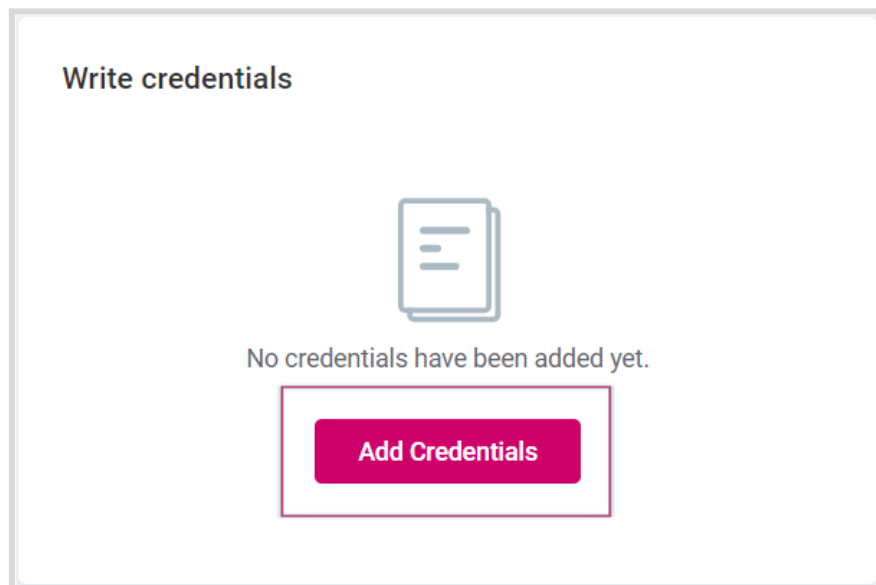 Write credentials
No credentials have been added yet.
Add Credentials